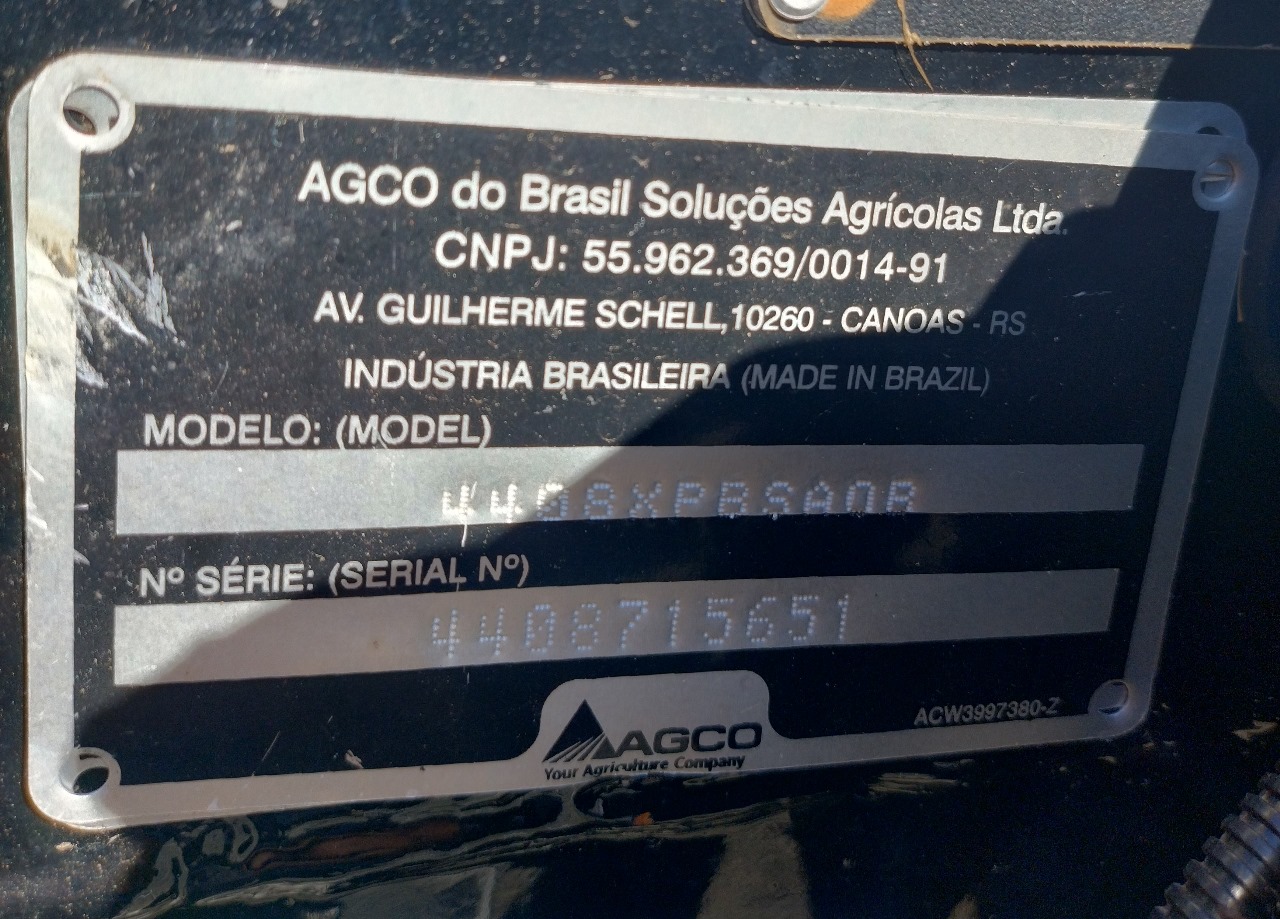 AGCO do Brasil Soluções Agrícolas Ltda.
CNPJ: 55.962.369/0014-91
AV. GUILHERME SCHELL,10260 - CANOAS - RS
INDÚSTRIA BRASILEIRA (MADE IN BRAZIL)
MODELO: (MODEL)
4408XPBSANR
Nº SÉRIE: (SERIAL Nº)
4408715651
AGCO
Your Agriculture Company
ACW3997380-Z